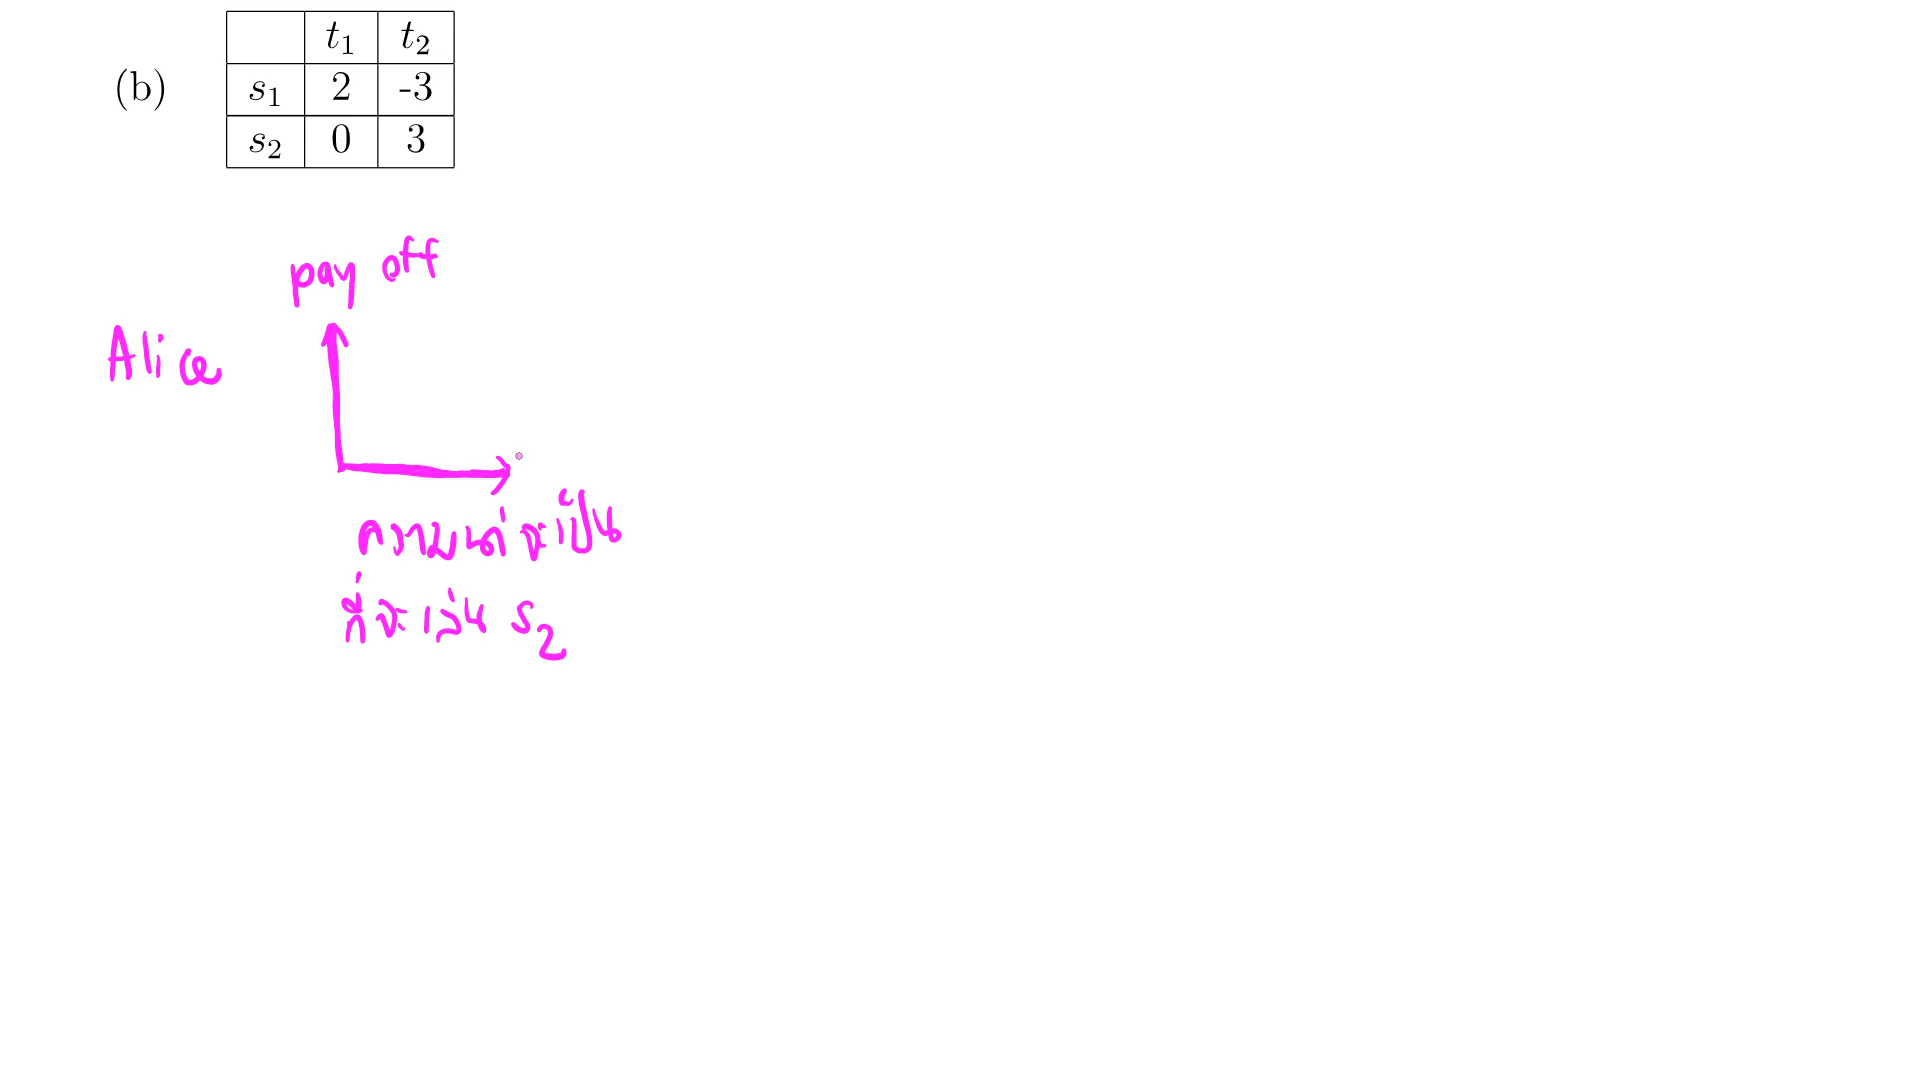 (b)
t₁ t₂
s₁ 2 -3
s₂ 0 3
pay off
Alice
ความน่าจะเป็น
ที่จะเล่น s₂